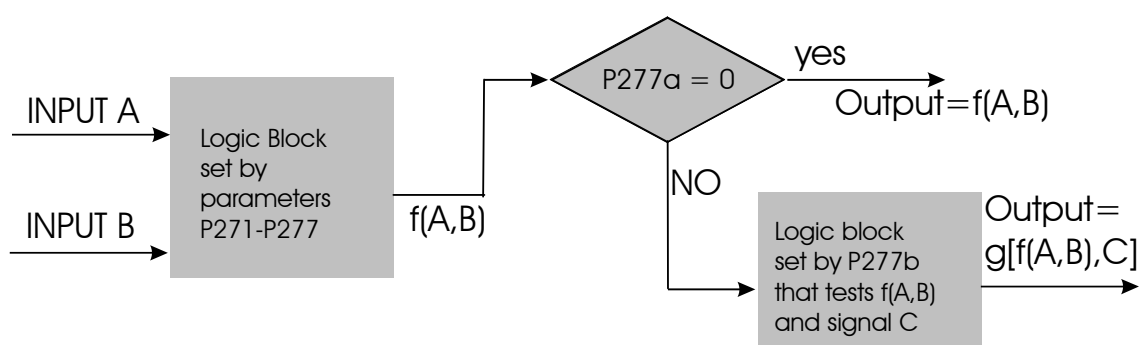 INPUT A
INPUT B
Logic Block
set by
parameters
P271-P277
f(A,B)
P277a = 0
yes
Output=f(A,B)
NO
Logic block
set by P277b
that tests f(A,B)
and signal C
Output=
g[f(A,B),C]